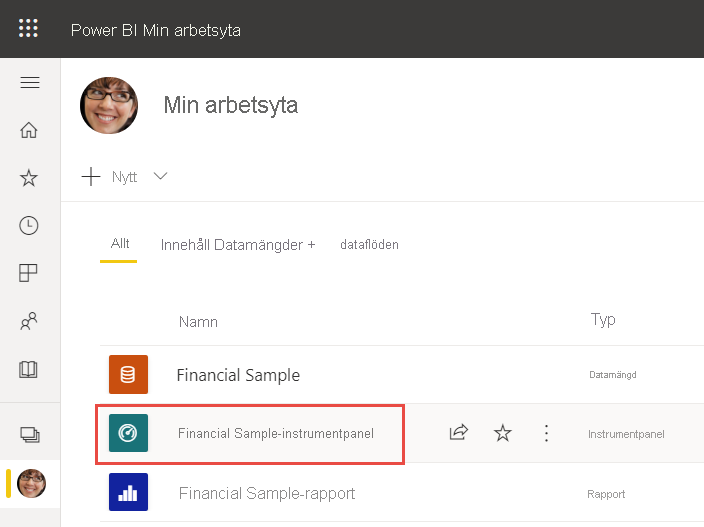 Power BI Min arbetsyta
Min arbetsyta
Nytt
Allt Innehåll Datamängder + dataflöden
Namn Typ
Financial Sample Datamängd
Financial Sample-instrumentpanel Instrumentpanel
Financial Sample-rapport Rapport